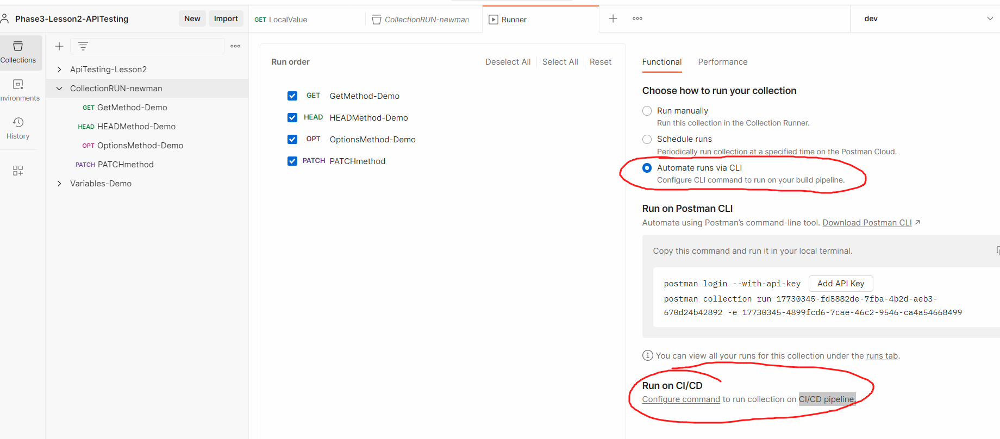 Phase3-Lesson2-APITesting
New
Import
GET LocalValue
CollectionRUN-newman
Runner
dev
Collections
nvironments
History
ApiTesting-Lesson2
CollectionRUN-newman
GET GetMethod-Demo
HEAD HEADMethod-Demo
OPT OptionsMethod-Demo
PATCH PATCHmethod
Variables-Demo
Run order
Deselect All
Select All
Reset
GET GetMethod-Demo
HEAD HEADMethod-Demo
OPT OptionsMethod-Demo
PATCH PATCHmethod
Functional
Performance
Choose how to run your collection
Run manually
Run this collection in the Collection Runner.
Schedule runs
Periodically run collection at a specified time on the Postman Cloud.
Automate runs via CLI
Configure CLI command to run on your build pipeline.
Run on Postman CLI
Automate using Postman's command-line tool. Download Postman CLI
Copy this command and run it in your local terminal.
postman login --with-api-key Add API Key
postman collection run 17730345-fd5882de-7fba-4b2d-aeb3-
670d24b42892 -e 17730345-4899fcd6-7cae-46c2-9546-ca4a54668499
You can view all your runs for this collection under the runs tab.
Run on CI/CD
Configure command to run collection on CI/CD pipeline.